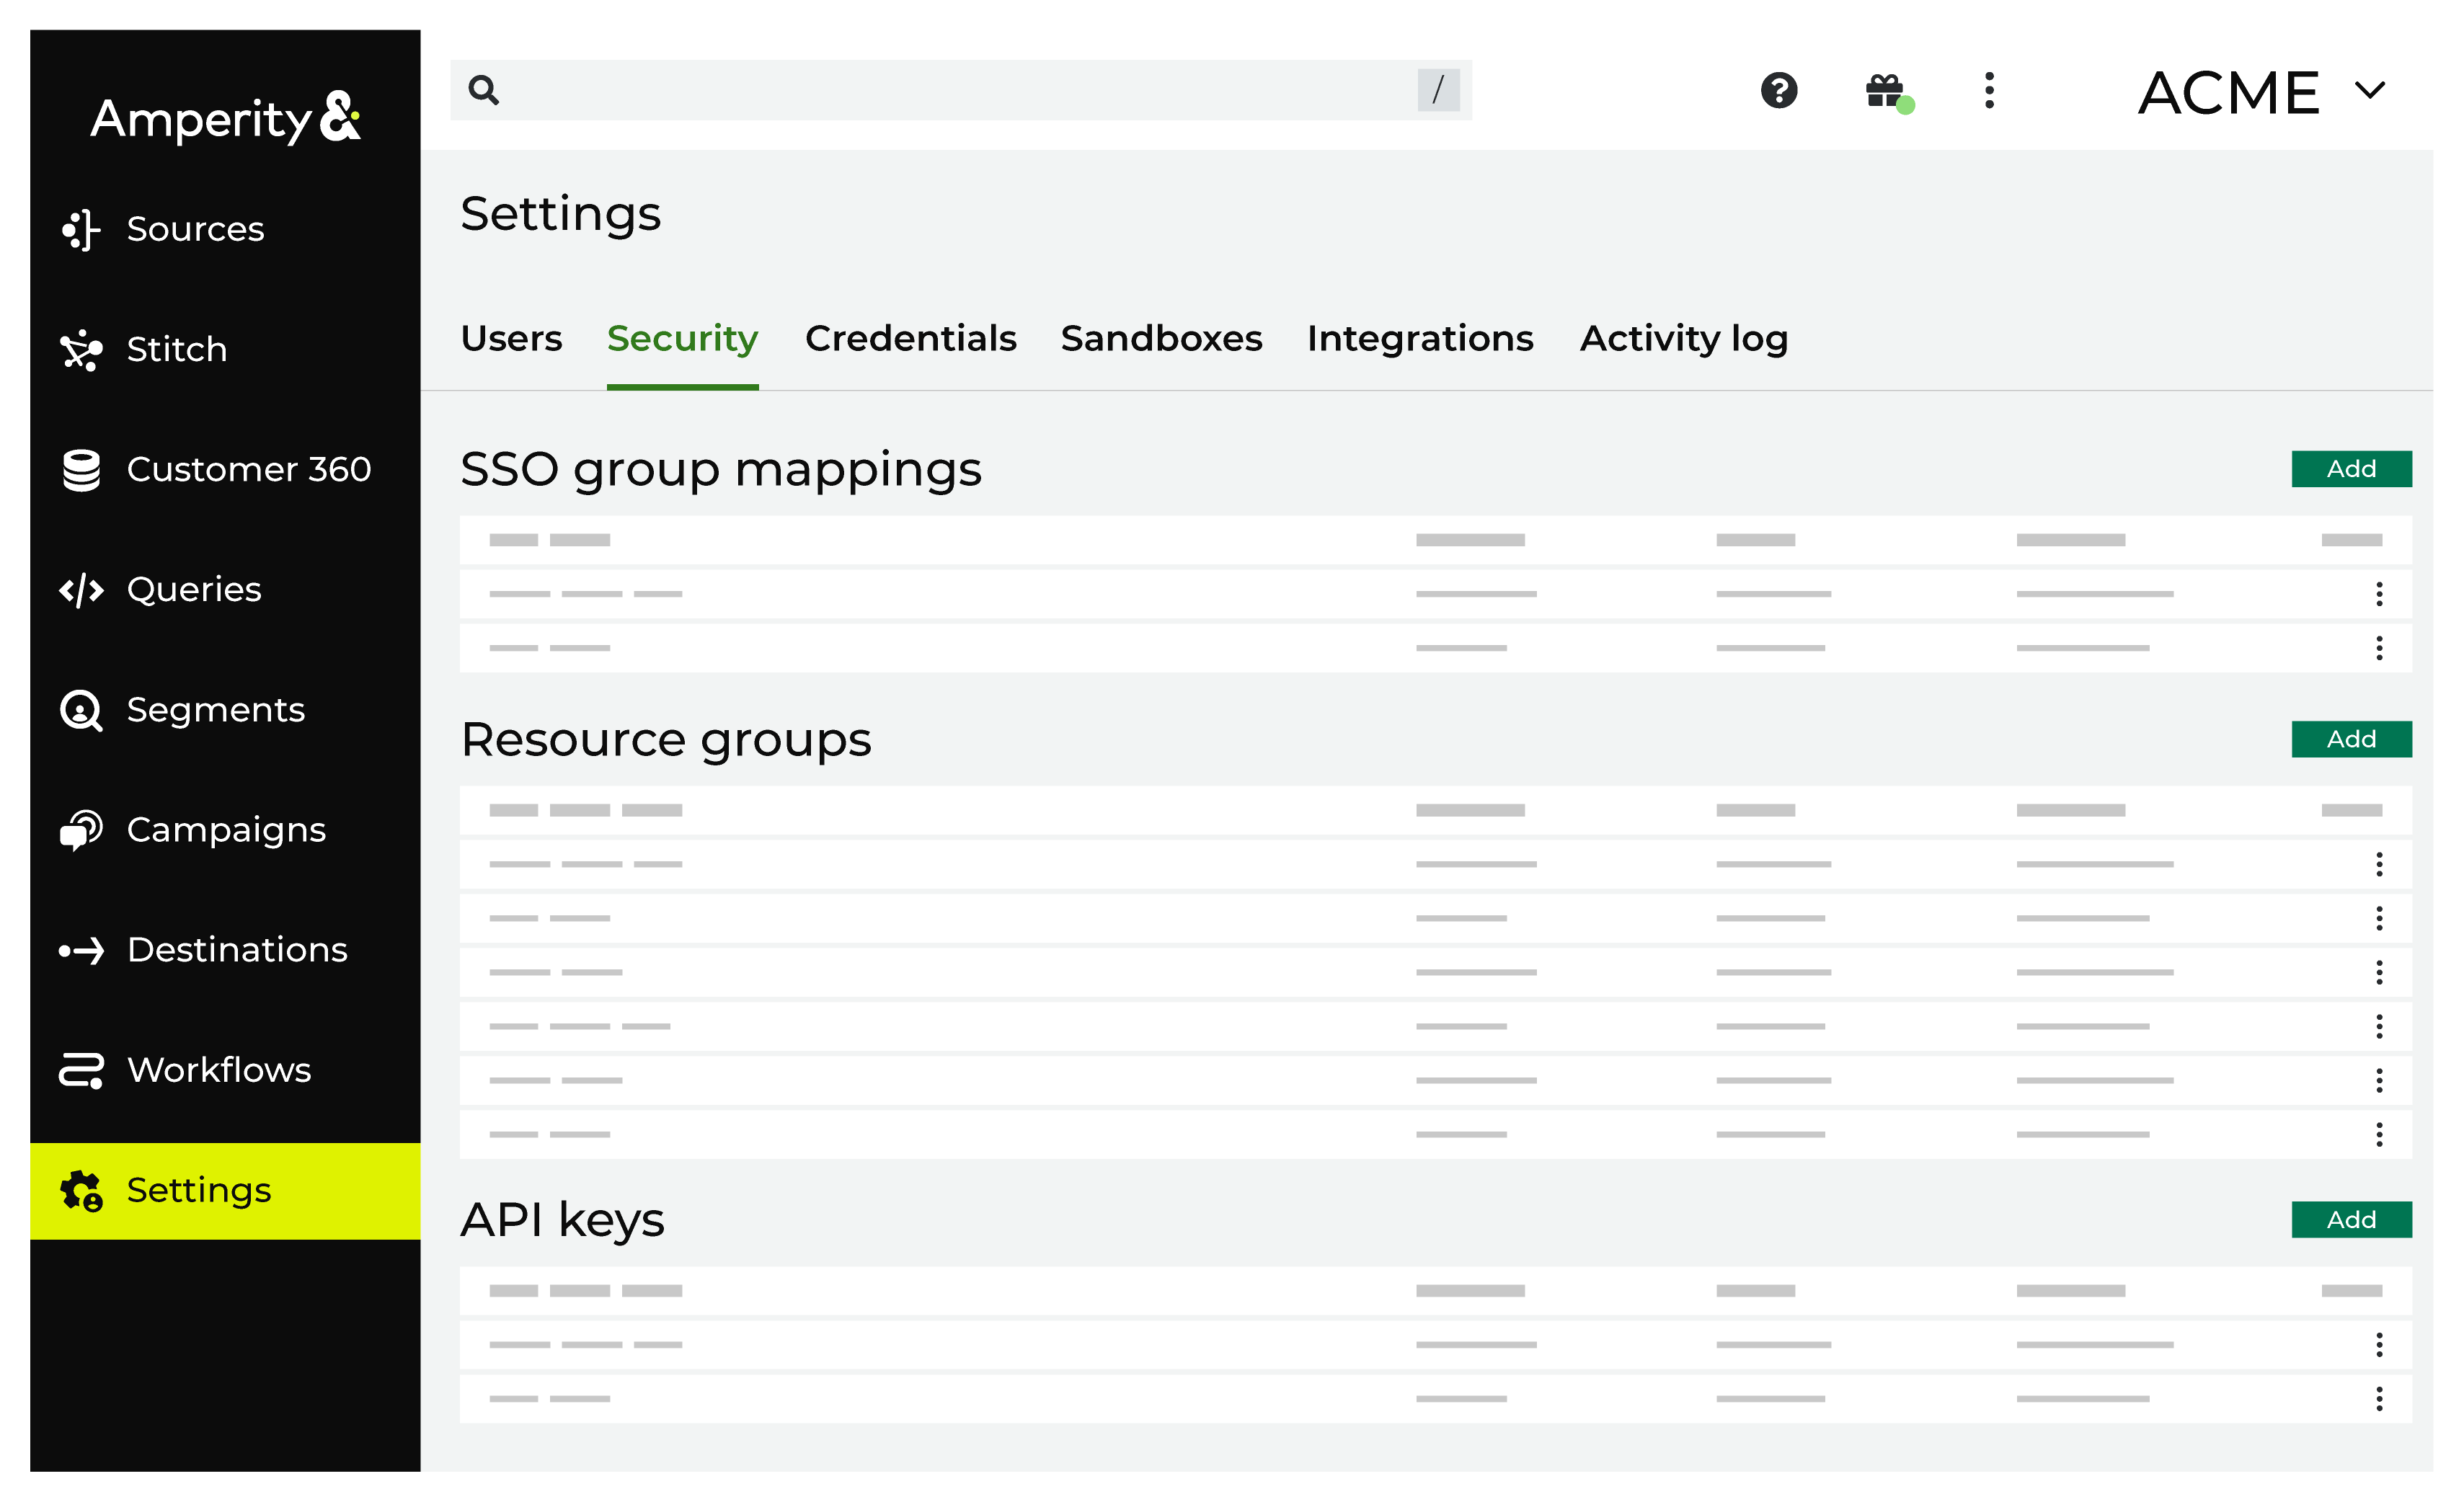 Amperity&
/
ACME
Sources
Stitch
Customer 360
Queries
Segments
Campaigns
Destinations
Workflows
Settings
Settings
Users Security Credentials Sandboxes Integrations Activity log
SSO group mappings Add
Resource groups Add
API keys Add